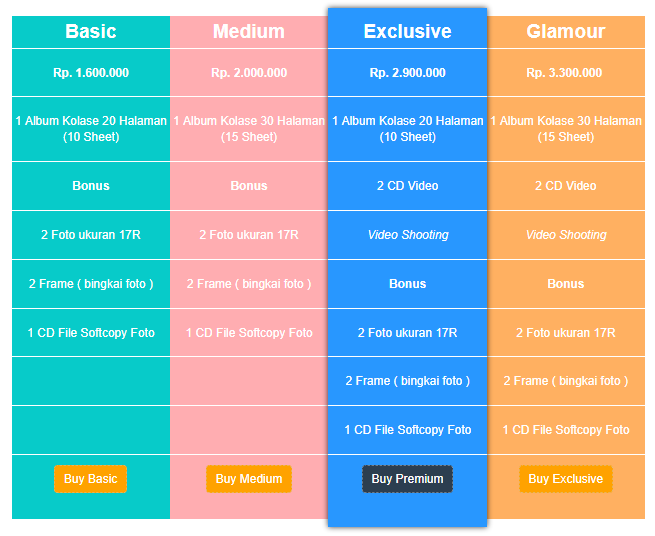 Basic
Rp. 1.600.000
1 Album Kolase 20 Halaman
(10 Sheet)
Bonus
2 Foto ukuran 17R
2 Frame ( bingkai foto )
1 CD File Softcopy Foto
Buy Basic
Medium
Rp. 2.000.000
1 Album Kolase 30 Halaman
(15 Sheet)
Bonus
2 Foto ukuran 17R
2 Frame ( bingkai foto )
1 CD File Softcopy Foto
Buy Medium
Exclusive
Rp. 2.900.000
1 Album Kolase 20 Halaman
(10 Sheet)
2 CD Video
Video Shooting
Bonus
2 Foto ukuran 17R
2 Frame ( bingkai foto )
1 CD File Softcopy Foto
Buy Premium
Glamour
Rp. 3.300.000
1 Album Kolase 30 Halaman
(15 Sheet)
2 CD Video
Video Shooting
Bonus
2 Foto ukuran 17R
2 Frame ( bingkai foto )
1 CD File Softcopy Foto
Buy Exclusive